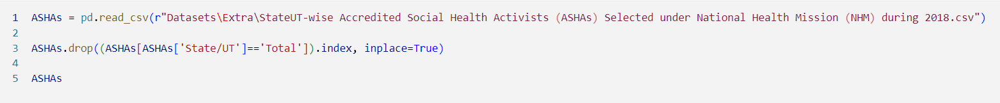 1 ASHAs = pd.read_csv(r"Datasets\Extra\StateUT-wise Accredited Social Health Activists (ASHAs) Selected under National Health Mission (NHM) during 2018.csv")
2
3 ASHAs.drop((ASHAs[ASHAs['State/UT']=='Total']).index, inplace=True)
4
5 ASHAs